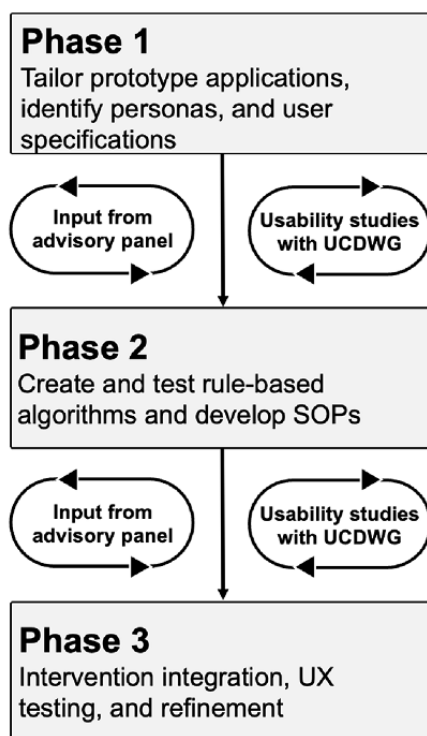 Phase 1
Tailor prototype applications,
identify personas, and user
specifications
Input from
advisory panel
Usability studies
with UCDWG
Phase 2
Create and test rule-based
algorithms and develop SOPs
Input from
advisory panel
Usability studies
with UCDWG
Phase 3
Intervention integration, UX
testing, and refinement